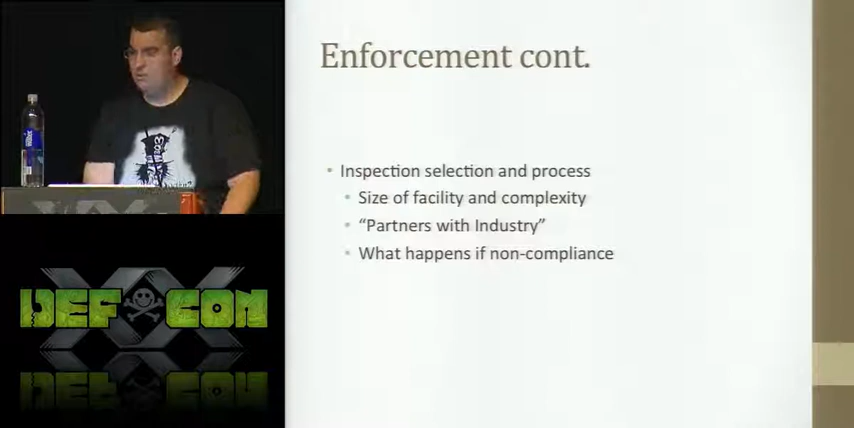 Enforcement cont.
• Inspection selection and process
• Size of facility and complexity
• “Partners with Industry”
• What happens if non-compliance
XX
DEF CON